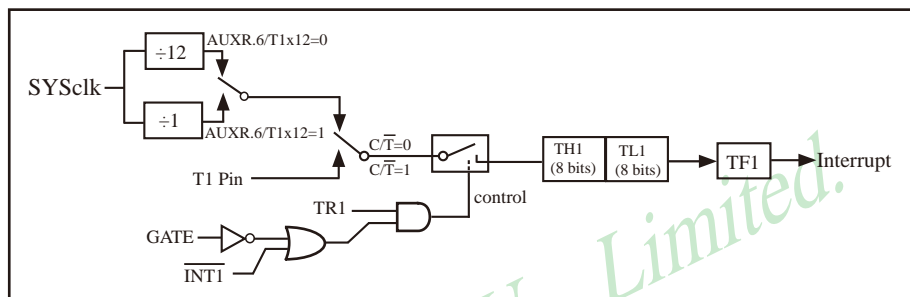 ÷12
AUXR.6/T1x12=0
SYSclk
÷1
AUXR.6/T1x12=1
C/T̅=0
C/T̅=1
T1 Pin
TH1
(8 bits)
TL1
(8 bits)
TF1
Interrupt
control
TR1
GATE
I̅N̅T̅1̅
Limited.